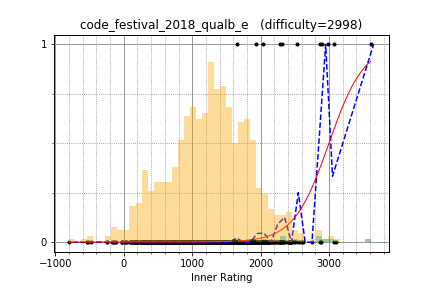 code_festival_2018_qualb_e (difficulty=2998)
1
0
−1000 0 1000 2000 3000
Inner Rating